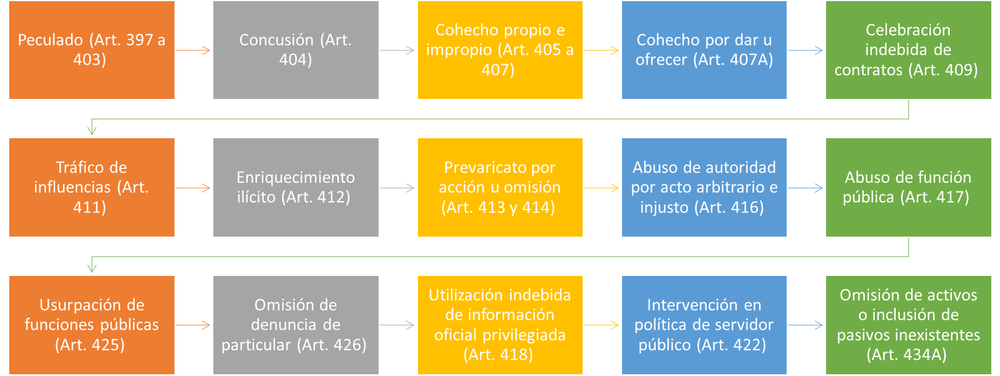 Peculado (Art. 397 a
403)
Concusión (Art.
404)
Cohecho propio e
impropio (Art. 405 a
407)
Cohecho por dar u
ofrecer (Art. 407A)
Celebración
indebida de
contratos (Art. 409)
Tráfico de
influencias (Art.
411)
Enriquecimiento
ilícito (Art. 412)
Prevaricato por
acción u omisión
(Art. 413 y 414)
Abuso de autoridad
por acto arbitrario e
injusto (Art. 416)
Abuso de función
pública (Art. 417)
Usurpación de
funciones públicas
(Art. 425)
Omisión de
denuncia de
particular (Art. 426)
Utilización indebida
de información
oficial privilegiada
(Art. 418)
Intervención en
política de servidor
público (Art. 422)
Omisión de activos
o inclusión de
pasivos inexistentes
(Art. 434A)